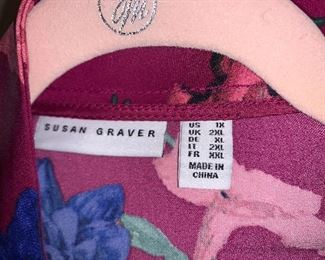 SUSAN GRAVER
US 1X
UK 2XL
DE XL
IT 2XL
FR XXL
MADE IN
CHINA